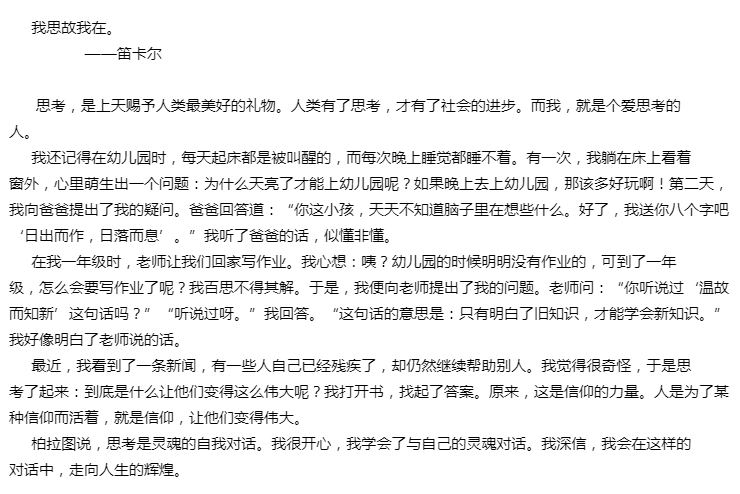 我思故我在。
——笛卡尔
思考，是上天赐予人类最美好的礼物。人类有了思考，才有了社会的进步。而我，就是个爱思考的
人。
我还记得在幼儿园时，每天起床都是被叫醒的，而每次晚上睡觉都睡不着。有一次，我躺在床上看着
窗外，心里萌生出一个问题：为什么天亮了才能上幼儿园呢？如果晚上去上幼儿园，那该多好玩啊！第二天，
我向爸爸提出了我的疑问。爸爸回答道：“你这小孩，天天不知道脑子里在想些什么。好了，我送你八个字吧
‘日出而作，日落而息’。”我听了爸爸的话，似懂非懂。
在我一年级时，老师让我们回家写作业。我心想：咦？幼儿园的时候明明没有作业的，可到了一年
级，怎么会要写作业了呢？我百思不得其解。于是，我便向老师提出了我的问题。老师问：“你听说过‘温故
而知新’这句话吗？”“听说过呀。”我回答。“这句话的意思是：只有明白了旧知识，才能学会新知识。”
我好像明白了老师说的话。
最近，我看到了一条新闻，有一些人自己已经残疾了，却仍然继续帮助别人。我觉得很奇怪，于是思
考了起来：到底是什么让他们变得这么伟大呢？我打开书，找起了答案。原来，这是信仰的力量。人是为了某
种信仰而活着，就是信仰，让他们变得伟大。
柏拉图说，思考是灵魂的自我对话。我很开心，我学会了与自己的灵魂对话。我深信，我会在这样的
对话中，走向人生的辉煌。